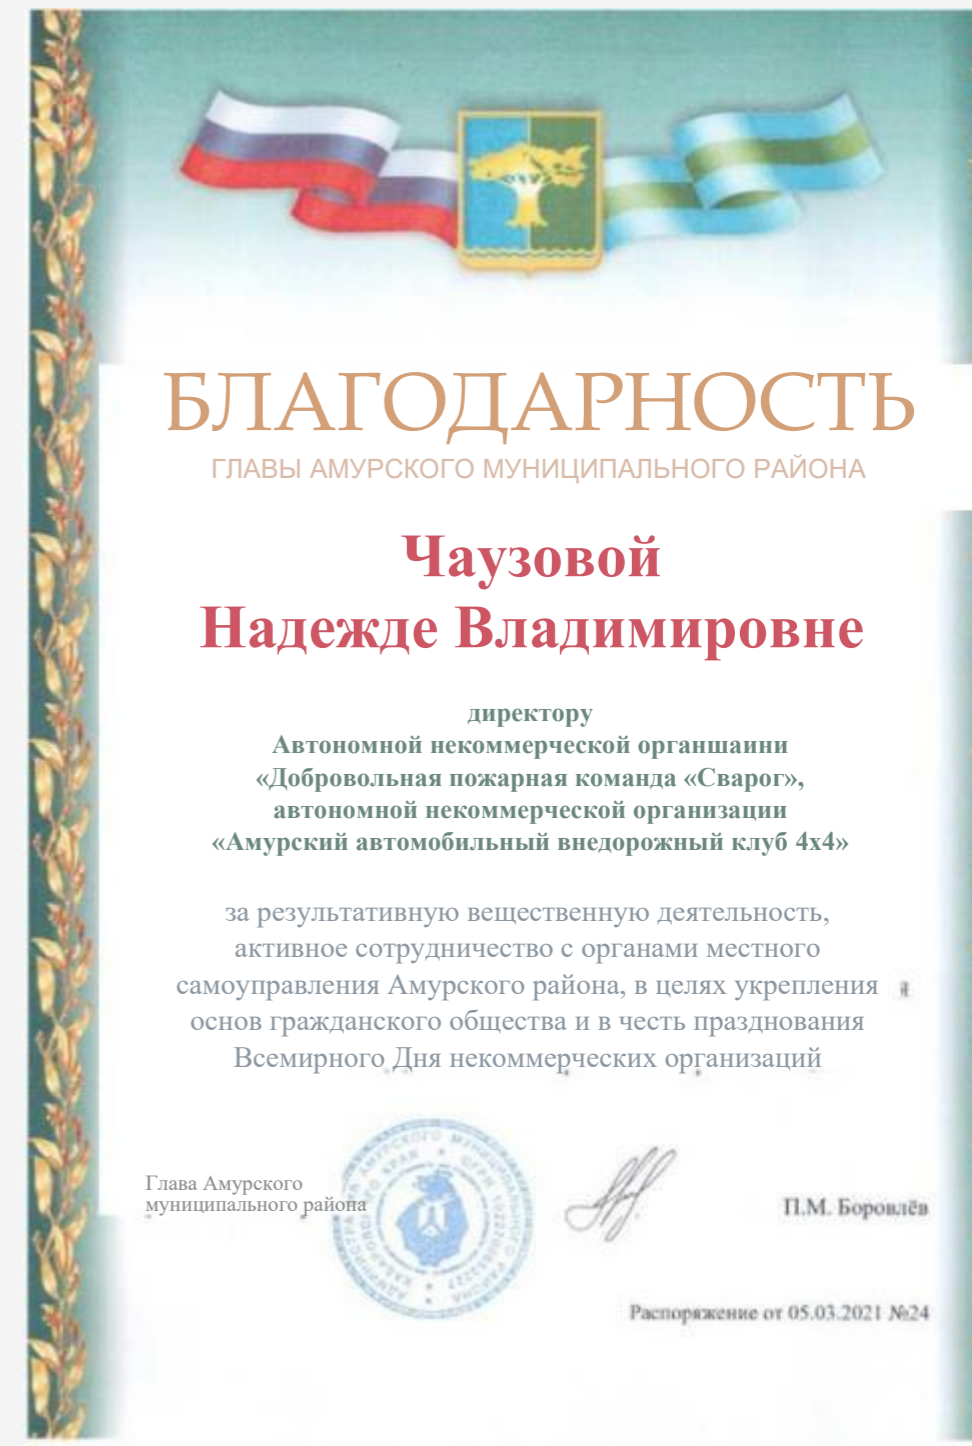 БЛАГОДАРНОСТЬ
ГЛАВЫ АМУРСКОГО МУНИЦИПАЛЬНОГО РАЙОНА
Чаузовой
Надежде Владимировне
директору
Автономной некоммерческой органшаини
«Добровольная пожарная команда «Сварог»,
автономной некоммерческой организации
«Амурский автомобильный внедорожный клуб 4х4»
за результативную вещественную деятельность,
активное сотрудничество с органами местного
самоуправления Амурского района, в целях укрепления
основ гражданского общества и в честь празднования
Всемирного Дня некоммерческих организаций
Глава Амурского
муниципального района
П.М. Боровлёв
Распоряжение от 05.03.2021 №24